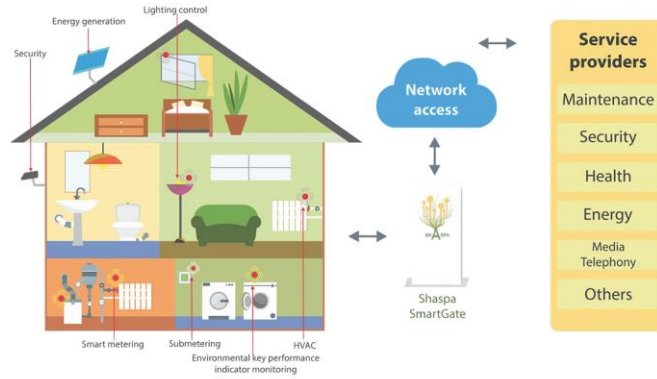 Lighting control
Energy generation
Security
Network
access
Service
providers
Maintenance
Security
Health
Energy
Media
Telephony
Others
Shaspa
SmartGate
Smart metering
Submetering
HVAC
Environmental key performance
indicator monitoring